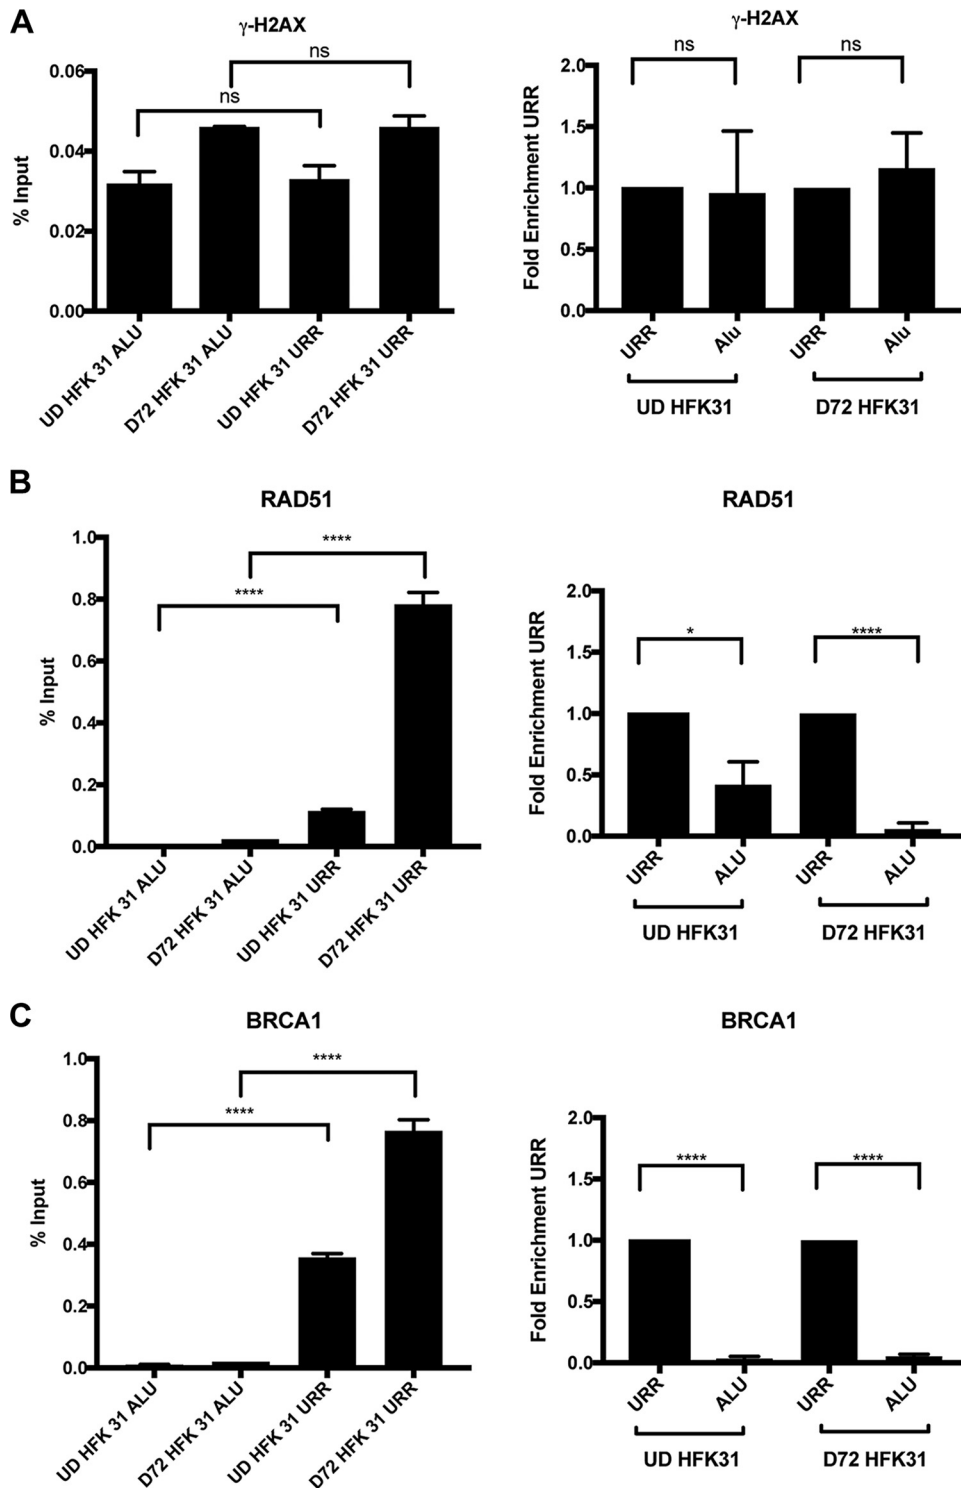 A
γ-H2AX
ns
ns
0.06
0.04
0.02
0.00
% Input
UD HFK 31 ALU
D72 HFK 31 ALU
UD HFK 31 URR
D72 HFK 31 URR
γ-H2AX
ns
ns
2.0
1.5
1.0
0.5
0.0
Fold Enrichment URR
URR
Alu
URR
Alu
UD HFK31
D72 HFK31
B
RAD51
****
****
1.0
0.8
0.6
0.4
0.2
0.0
% Input
UD HFK 31 ALU
D72 HFK 31 ALU
UD HFK 31 URR
D72 HFK 31 URR
RAD51
*
****
2.0
1.5
1.0
0.5
0.0
Fold Enrichment URR
URR
ALU
URR
ALU
UD HFK31
D72 HFK31
C
BRCA1
****
****
1.0
0.8
0.6
0.4
0.2
0.0
% Input
UD HFK 31 ALU
D72 HFK 31 ALU
UD HFK 31 URR
D72 HFK 31 URR
BRCA1
****
****
2.0
1.5
1.0
0.5
0.0
Fold Enrichment URR
URR
ALU
URR
ALU
UD HFK31
D72 HFK31